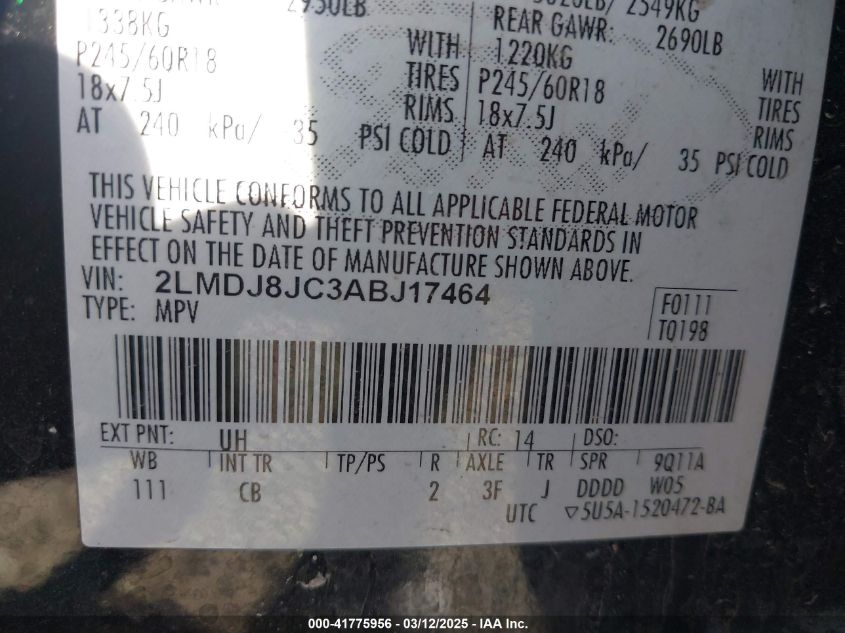 2950LB 2549KG
1338KG REAR GAWR: 2690LB
P245/60R18 WITH 1220KG
18x7.5J TIRES P245/60R18 WITH
RIMS 18x7.5J TIRES
AT 240 kPa/ 35 PSI COLD AT 240 kPa/ 35 PSI COLD RIMS
THIS VEHICLE CONFORMS TO ALL APPLICABLE FEDERAL MOTOR
VEHICLE SAFETY AND THEFT PREVENTION STANDARDS IN
EFFECT ON THE DATE OF MANUFACTURE SHOWN ABOVE.
VIN: 2LMDJ8JC3ABJ17464
TYPE: MPV
F0111
T0198
EXT PNT: UH RC: 14 DSO:
WB INT TR TP/PS R AXLE TR SPR 9Q11A
111 CB 2 3F J DDDD W05
UTC ▽5U5A-1520472-BA
000-41775956 - 03/12/2025 - IAAI Inc.